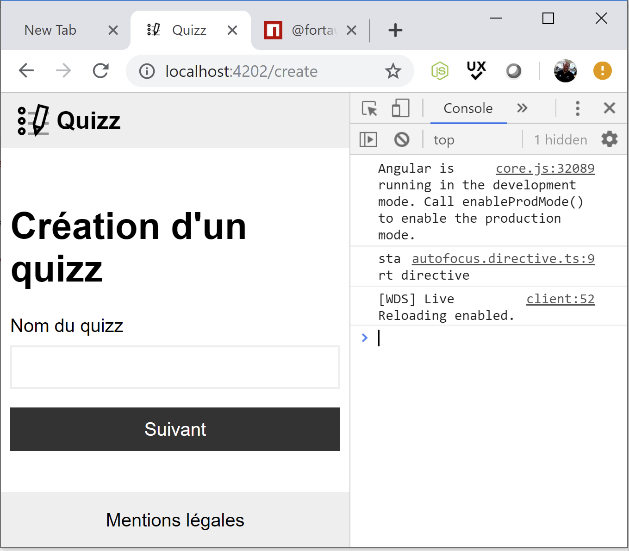 New Tab
Quizz
@forta
localhost:4202/create
UX
Quizz
Création d'un
quizz
Nom du quizz
Suivant
Mentions légales
Console
top
1 hidden
Angular is core.js:32089
running in the development
mode. Call enableProdMode()
to enable the production
mode.
sta autofocus.directive.ts:9
rt directive
[WDS] Live client:52
Reloading enabled.